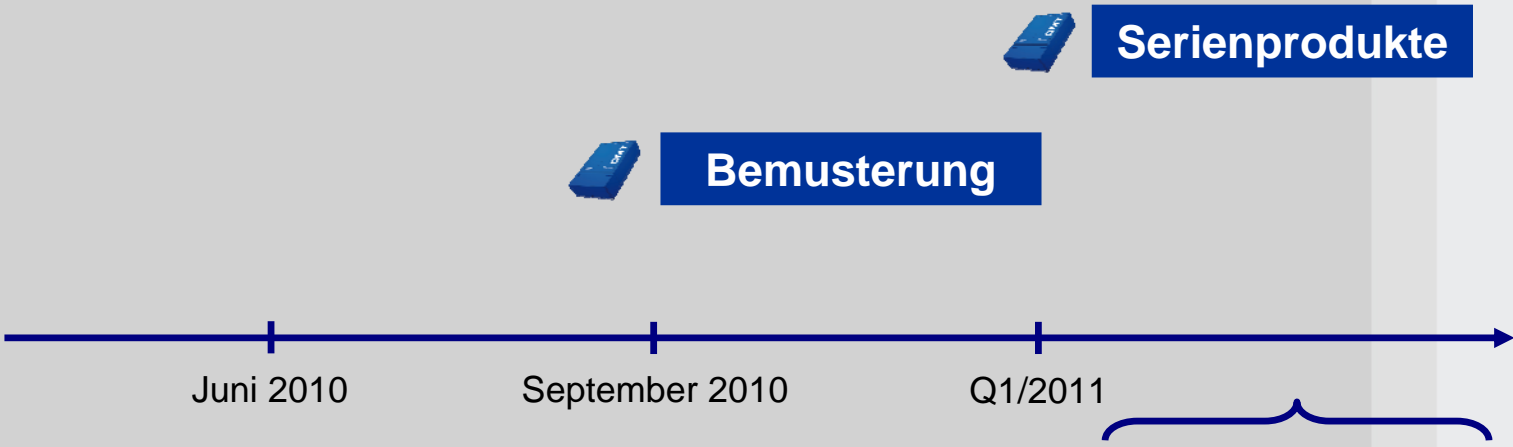 Serienprodukte
Bemusterung
Juni 2010
September 2010
Q1/2011